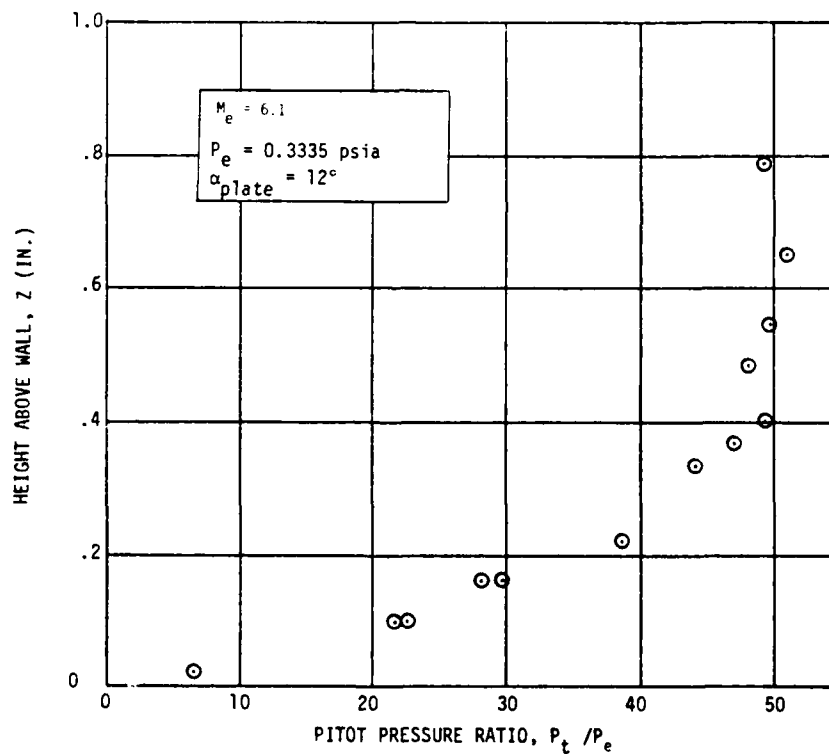 1.0
.8
.6
.4
.2
0
HEIGHT ABOVE WALL, Z (IN.)
M_e = 6.1
P_e = 0.3335 psia
α_plate = 12°
0 10 20 30 40 50
PITOT PRESSURE RATIO, P_t /P_e